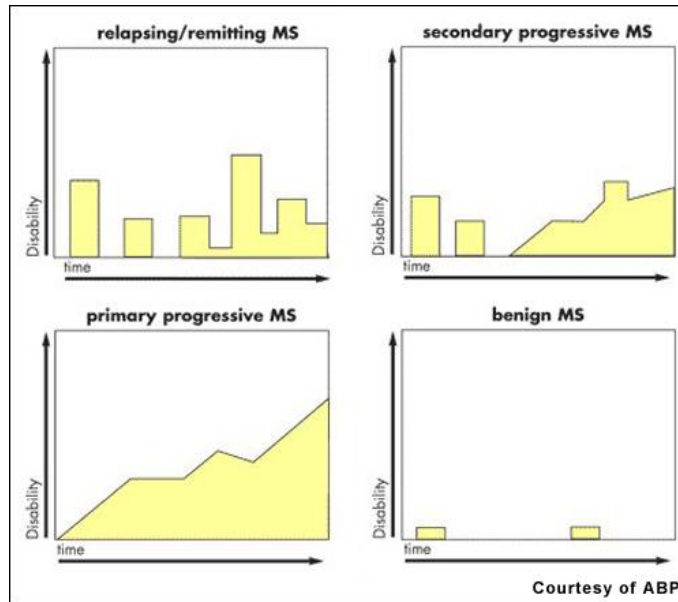 relapsing/remitting MS
secondary progressive MS
Disability
time
Disability
time
primary progressive MS
benign MS
Disability
time
Disability
time
Courtesy of ABP